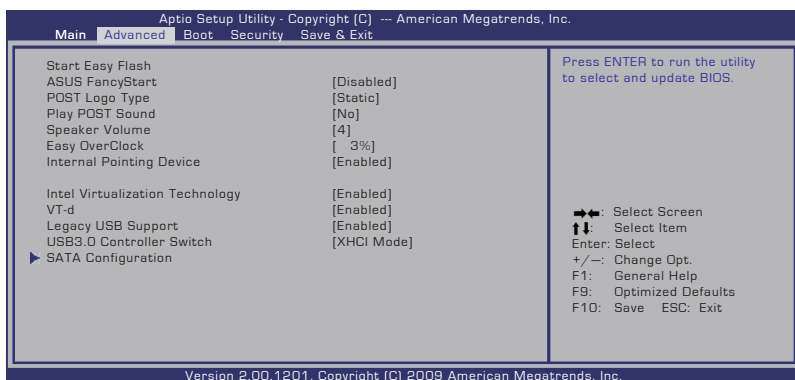 Aptio Setup Utility - Copyright (C) --- American Megatrends, Inc.
Main Advanced Boot Security Save & Exit
Start Easy Flash
ASUS FancyStart [Disabled]
POST Logo Type [Static]
Play POST Sound [No]
Speaker Volume [4]
Easy OverClock [ 3%]
Internal Pointing Device [Enabled]
Intel Virtualization Technology [Enabled]
VT-d [Enabled]
Legacy USB Support [Enabled]
USB3.0 Controller Switch [XHCI Mode]
SATA Configuration
Press ENTER to run the utility
to select and update BIOS.
→←: Select Screen
↑↓: Select Item
Enter: Select
+/—: Change Opt.
F1: General Help
F9: Optimized Defaults
F10: Save ESC: Exit
Version 2.00.1201. Copyright (C) 2009 American Megatrends, Inc.